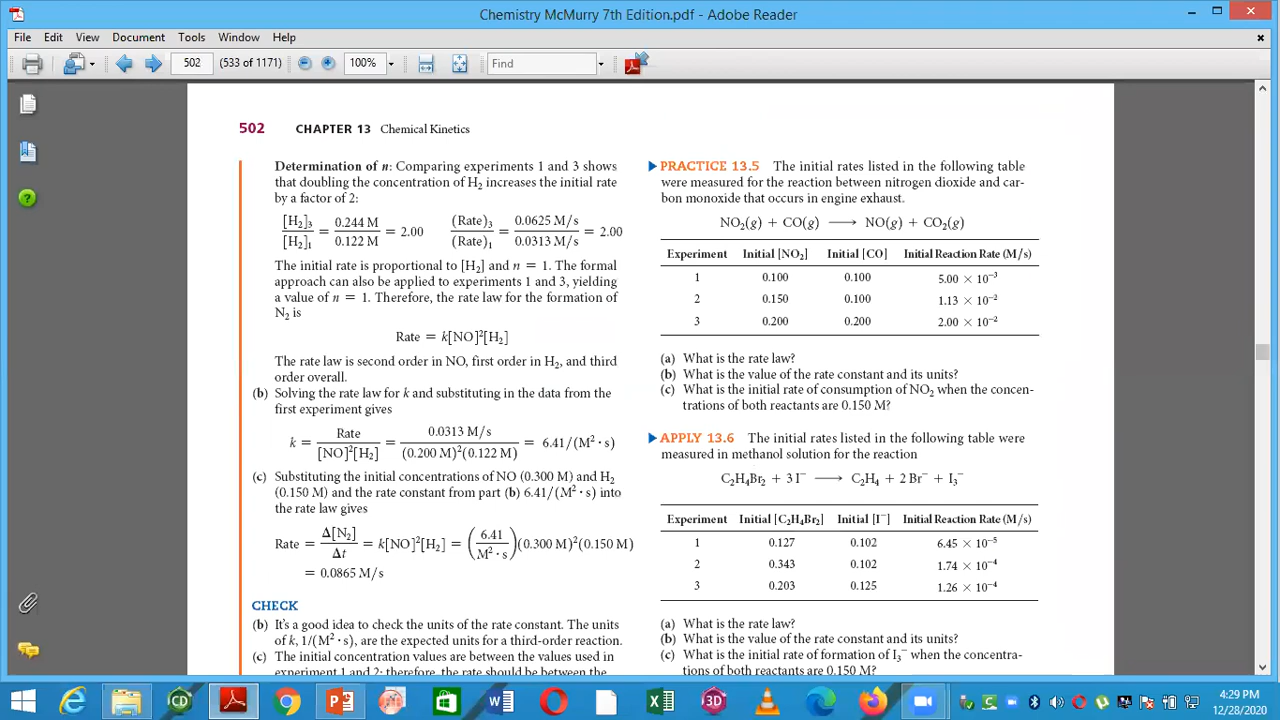 Chemistry McMurry 7th Edition.pdf - Adobe Reader
File Edit View Document Tools Window Help
502 (533 of 1171) 100% Find
502 CHAPTER 13 Chemical Kinetics
Determination of n: Comparing experiments 1 and 3 shows
that doubling the concentration of H₂ increases the initial rate
by a factor of 2:
[H₂]₃ / [H₂]₁ = 0.244 M / 0.122 M = 2.00 (Rate)₃ / (Rate)₁ = 0.0625 M/s / 0.0313 M/s = 2.00
The initial rate is proportional to [H₂] and n = 1. The formal
approach can also be applied to experiments 1 and 3, yielding
a value of n = 1. Therefore, the rate law for the formation of
N₂ is
Rate = k[NO]²[H₂]
The rate law is second order in NO, first order in H₂, and third
order overall.
(b) Solving the rate law for k and substituting in the data from the
first experiment gives
k = Rate / [NO]²[H₂] = 0.0313 M/s / (0.200 M)²(0.122 M) = 6.41/(M² · s)
(c) Substituting the initial concentrations of NO (0.300 M) and H₂
(0.150 M) and the rate constant from part (b) 6.41/(M² · s) into
the rate law gives
Rate = Δ[N₂] / Δt = k[NO]²[H₂] = (6.41 / M² · s)(0.300 M)²(0.150 M)
= 0.0865 M/s
CHECK
(b) It's a good idea to check the units of the rate constant. The units
of k, 1/(M² · s), are the expected units for a third-order reaction.
(c) The initial concentration values are between the values used in
experiment 1 and 2; therefore, the rate should be between the
PRACTICE 13.5 The initial rates listed in the following table
were measured for the reaction between nitrogen dioxide and car-
bon monoxide that occurs in engine exhaust.
NO₂(g) + CO(g) ⟶ NO(g) + CO₂(g)
Experiment Initial [NO₂] Initial [CO] Initial Reaction Rate (M/s)
1 0.100 0.100 5.00 × 10⁻³
2 0.150 0.100 1.13 × 10⁻²
3 0.200 0.200 2.00 × 10⁻²
(a) What is the rate law?
(b) What is the value of the rate constant and its units?
(c) What is the initial rate of consumption of NO₂ when the concen-
trations of both reactants are 0.150 M?
APPLY 13.6 The initial rates listed in the following table were
measured in methanol solution for the reaction
C₂H₄Br₂ + 3 I⁻ ⟶ C₂H₄ + 2 Br⁻ + I₃⁻
Experiment Initial [C₂H₄Br₂] Initial [I⁻] Initial Reaction Rate (M/s)
1 0.127 0.102 6.45 × 10⁻⁵
2 0.343 0.102 1.74 × 10⁻⁴
3 0.203 0.125 1.26 × 10⁻⁴
(a) What is the rate law?
(b) What is the value of the rate constant and its units?
(c) What is the initial rate of formation of I₃⁻ when the concentra-
tions of both reactants are 0.150 M?
4:29 PM
12/28/2020